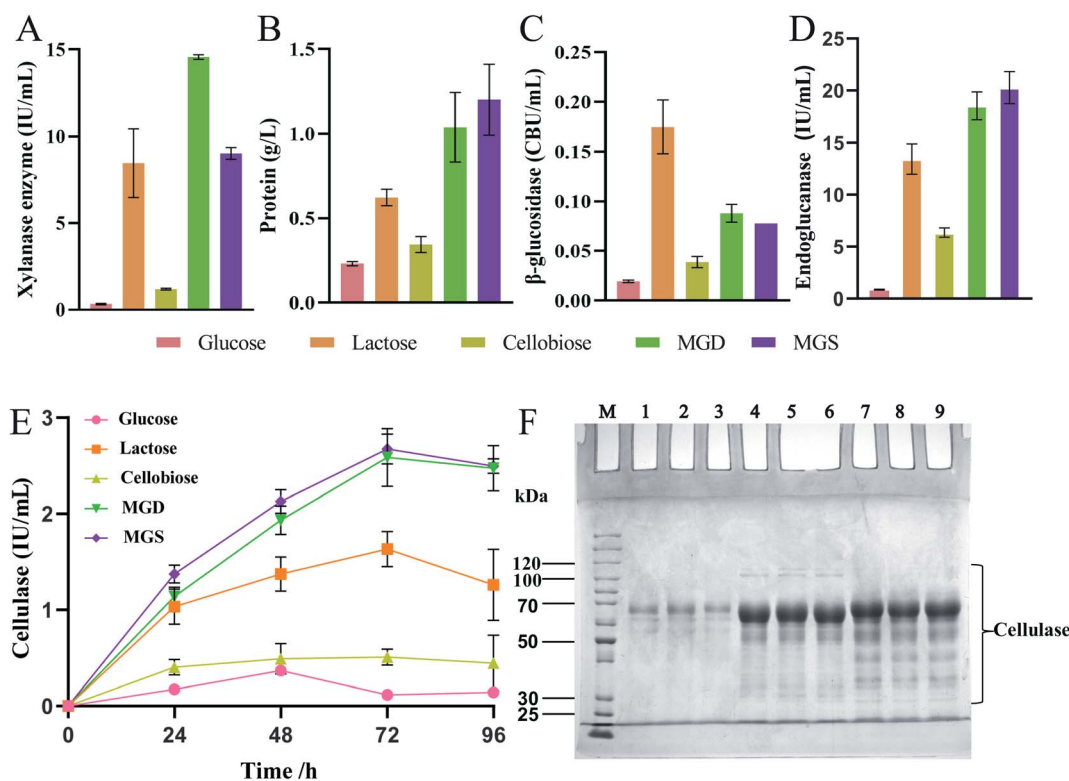 A
Xylanase enzyme (IU/mL)
15
10
5
0
B
Protein (g/L)
1.5
1.0
0.5
0.0
C
β-glucosidase (CBU/mL)
0.25
0.20
0.15
0.10
0.05
0.00
D
Endoglucanase (IU/mL)
25
20
15
10
5
0
Glucose Lactose Cellobiose MGD MGS
E
Cellulase (IU/mL)
3
2
1
0
Glucose
Lactose
Cellobiose
MGD
MGS
0 24 48 72 96
Time /h
F
M 1 2 3 4 5 6 7 8 9
kDa
120
100
70
50
30
25
Cellulase